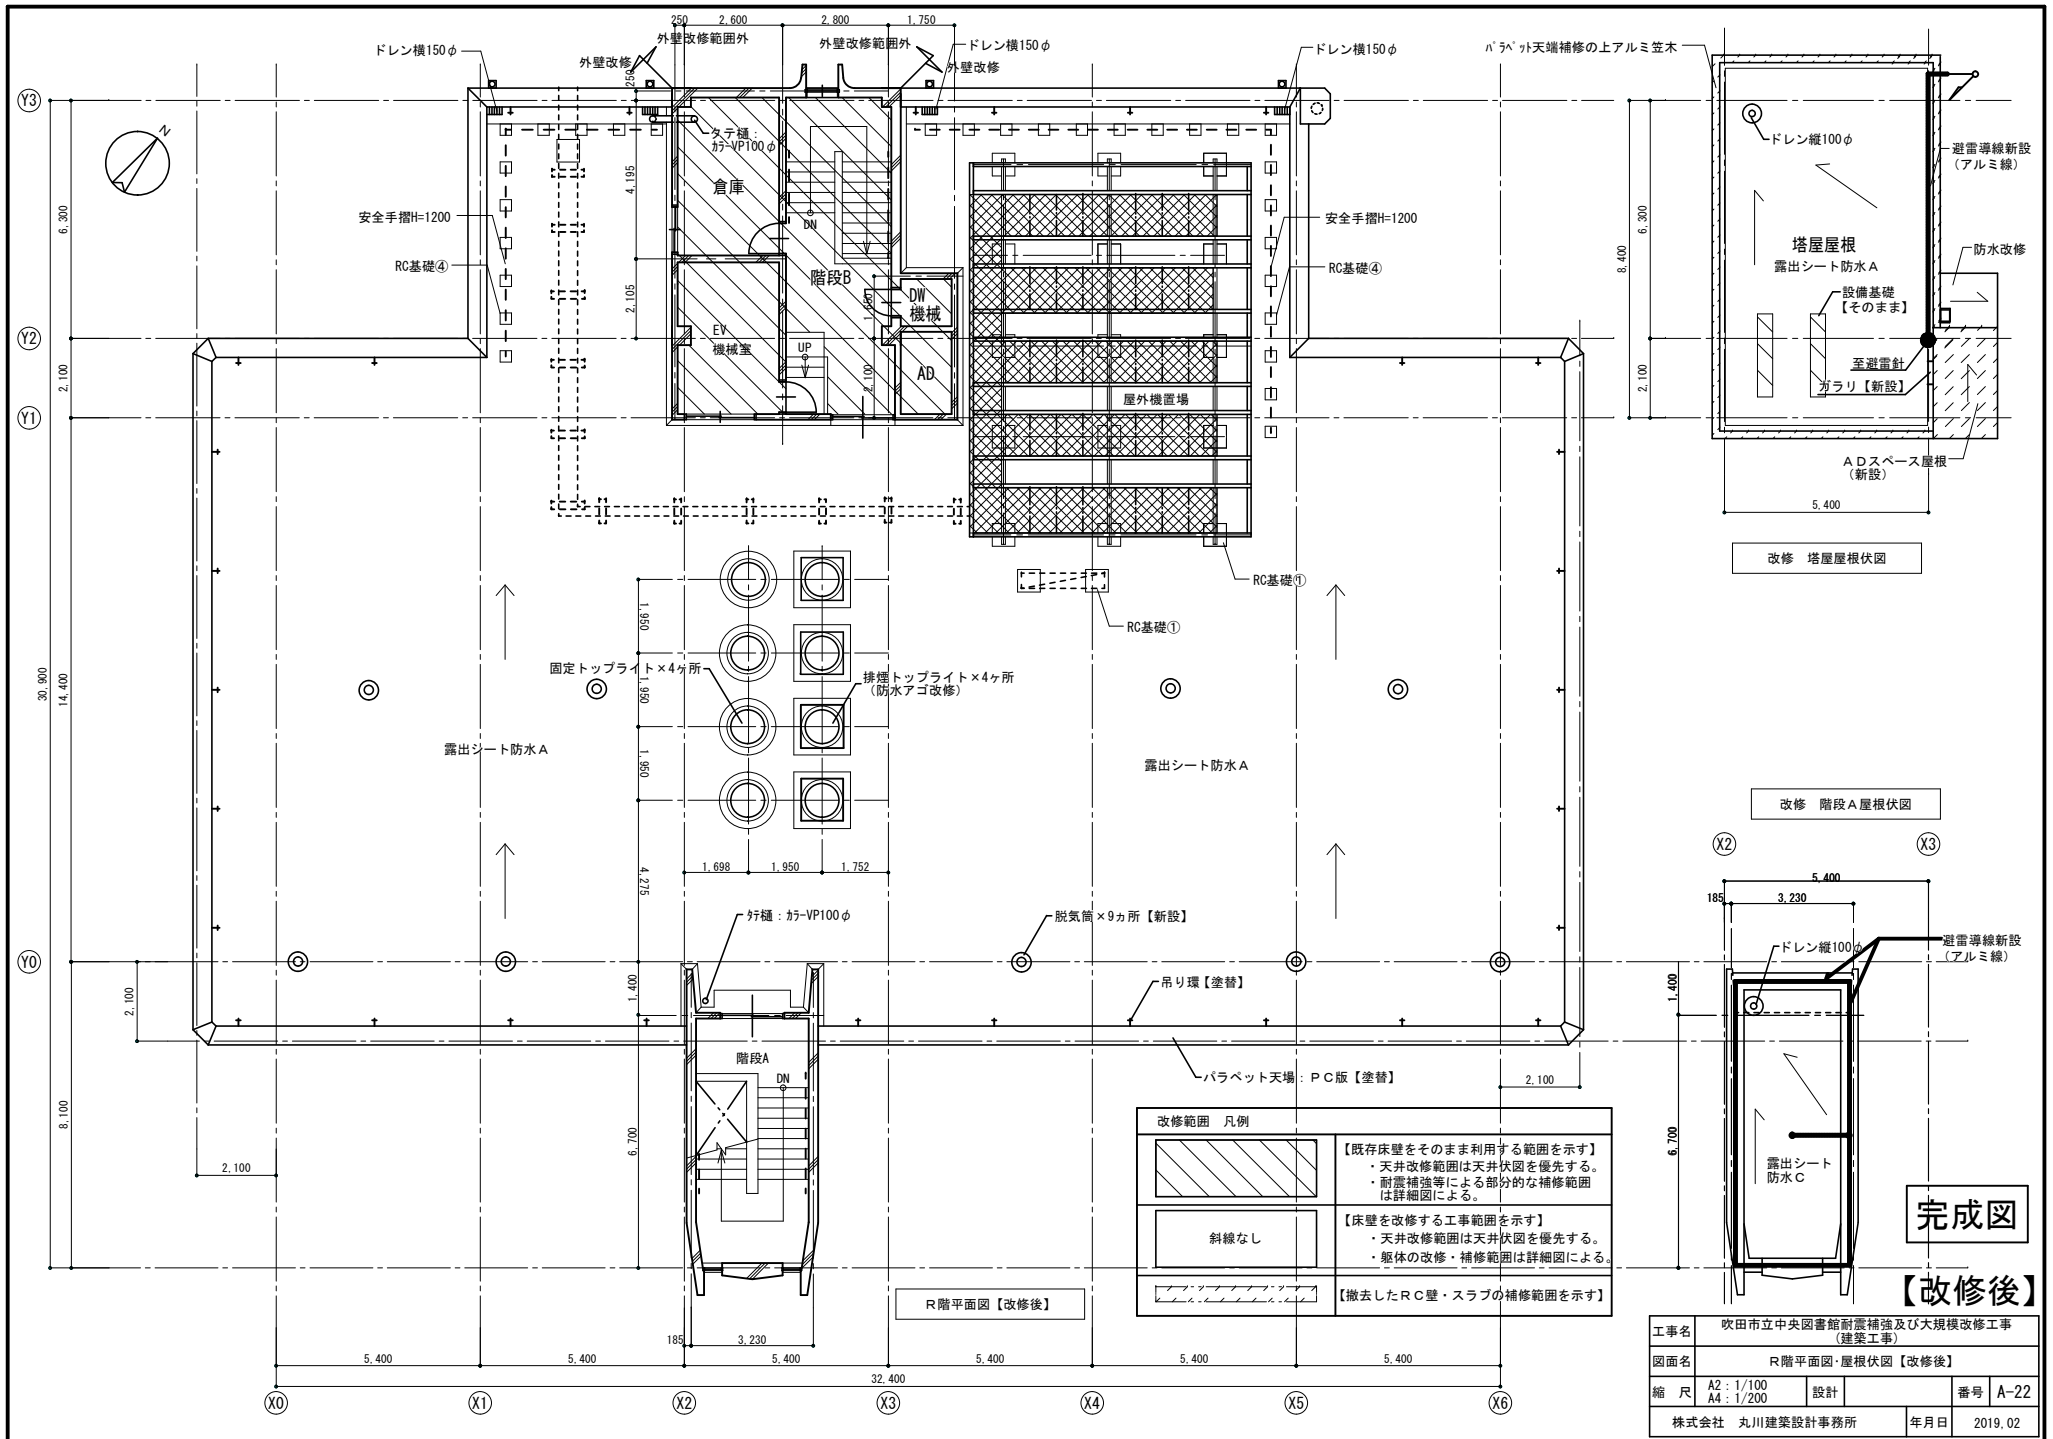 250
2,600
2,800
1,750
ドレン横150φ
外壁改修範囲外
外壁改修
外壁改修範囲外
外壁改修
ドレン横150φ
ドレン横150φ
250
Y3
N
タテ樋：
ｶﾗｰVP100φ
倉庫
4,195
DN
階段B
安全手摺H=1200
安全手摺H=1200
6,300
RC基礎④
RC基礎④
2,105
1,650
DW
機械
EV
機械室
UP
Y2
2,100
2,100
AD
屋外機置場
Y1
RC基礎①
RC基礎①
1,950
固定トップライト×4ヶ所
排煙トップライト×4ヶ所
（防水アゴ改修）
1,950
30,900
14,400
露出シート防水A
1,950
露出シート防水A
1,698
1,950
1,752
4,275
ﾀﾃ樋：ｶﾗｰVP100φ
脱気筒×9ヵ所【新設】
Y0
2,100
1,400
吊り環【塗替】
階段A
DN
パラペット天場：PC版【塗替】
2,100
8,100
6,700
2,100
185
3,230
R階平面図【改修後】
5,400
5,400
5,400
5,400
5,400
5,400
32,400
X0
X1
X2
X3
X4
X5
X6
改修範囲　凡例
【既存床壁をそのまま利用する範囲を示す】
・天井改修範囲は天井伏図を優先する。
・耐震補強等による部分的な補修範囲
は詳細図による。
斜線なし
【床壁を改修する工事範囲を示す】
・天井改修範囲は天井伏図を優先する。
・躯体の改修・補修範囲は詳細図による。
【撤去したRC壁・スラブの補修範囲を示す】
ﾊﾟﾗﾍﾟｯﾄ天端補修の上アルミ笠木
ドレン縦100φ
避雷導線新設
（アルミ線）
8,400
6,300
塔屋屋根
露出シート防水A
防水改修
設備基礎
【そのまま】
2,100
至避雷針
ガラリ【新設】
ADスペース屋根
（新設）
5,400
改修　塔屋屋根伏図
改修　階段A屋根伏図
X2
X3
5,400
185
3,230
ドレン縦100φ
避雷導線新設
（アルミ線）
1,400
6,700
露出シート
防水C
完成図
【改修後】
工事名　吹田市立中央図書館耐震補強及び大規模改修工事
（建築工事）
図面名　R階平面図･屋根伏図【改修後】
縮　尺　A2：1/100　設計　番号　A-22
A4：1/200
株式会社　丸川建築設計事務所　年月日　2019,02